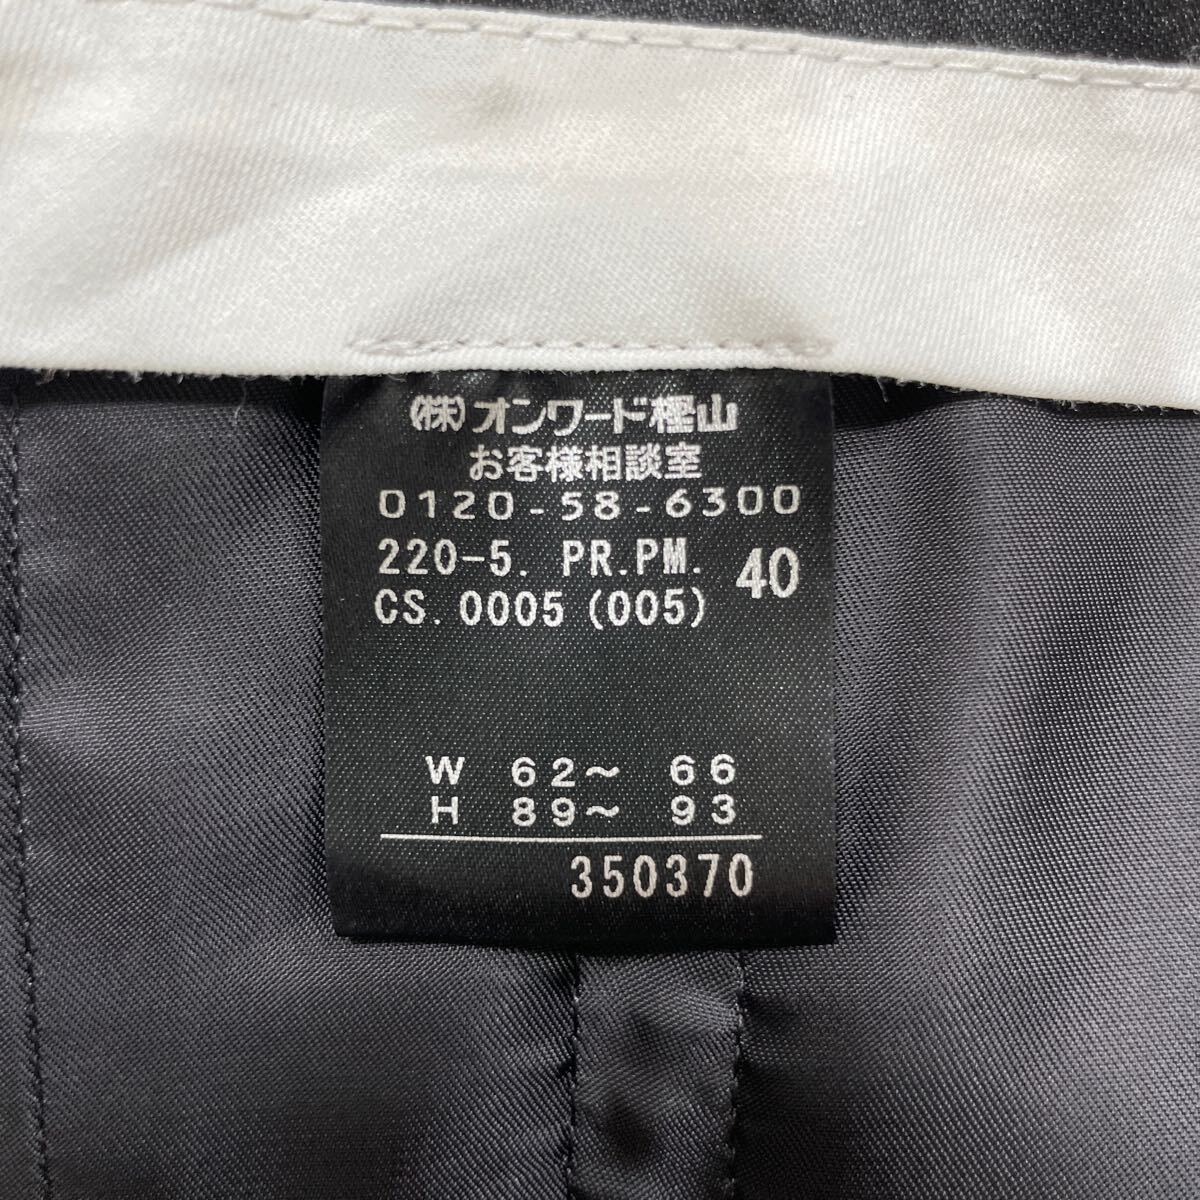 ㈱オンワード樫山
お客様相談室
0120-58-6300
220-5. PR.PM. 40
CS.0005(005)
W 62〜 66
H 89〜 93
350370